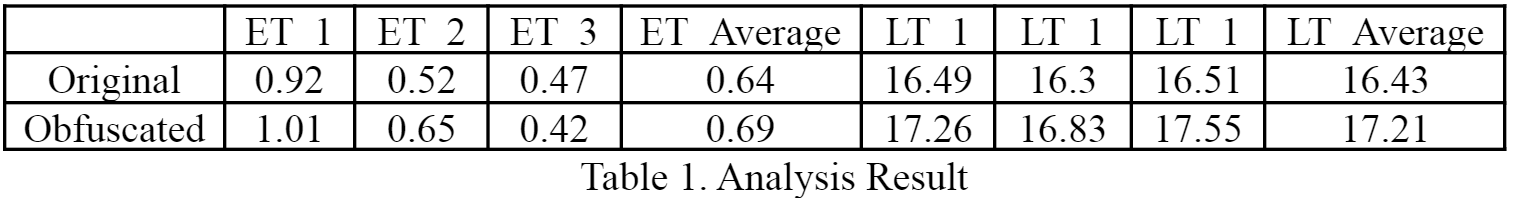 ET 1 ET 2 ET 3 ET Average LT 1 LT 1 LT 1 LT Average
Original 0.92 0.52 0.47 0.64 16.49 16.3 16.51 16.43
Obfuscated 1.01 0.65 0.42 0.69 17.26 16.83 17.55 17.21
Table 1. Analysis Result